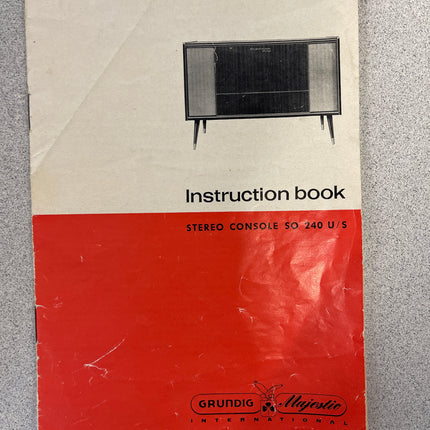 Instruction book
STEREO CONSOLE SO 240 U/S
GRUNDIG Majestic
INTERNATIONAL